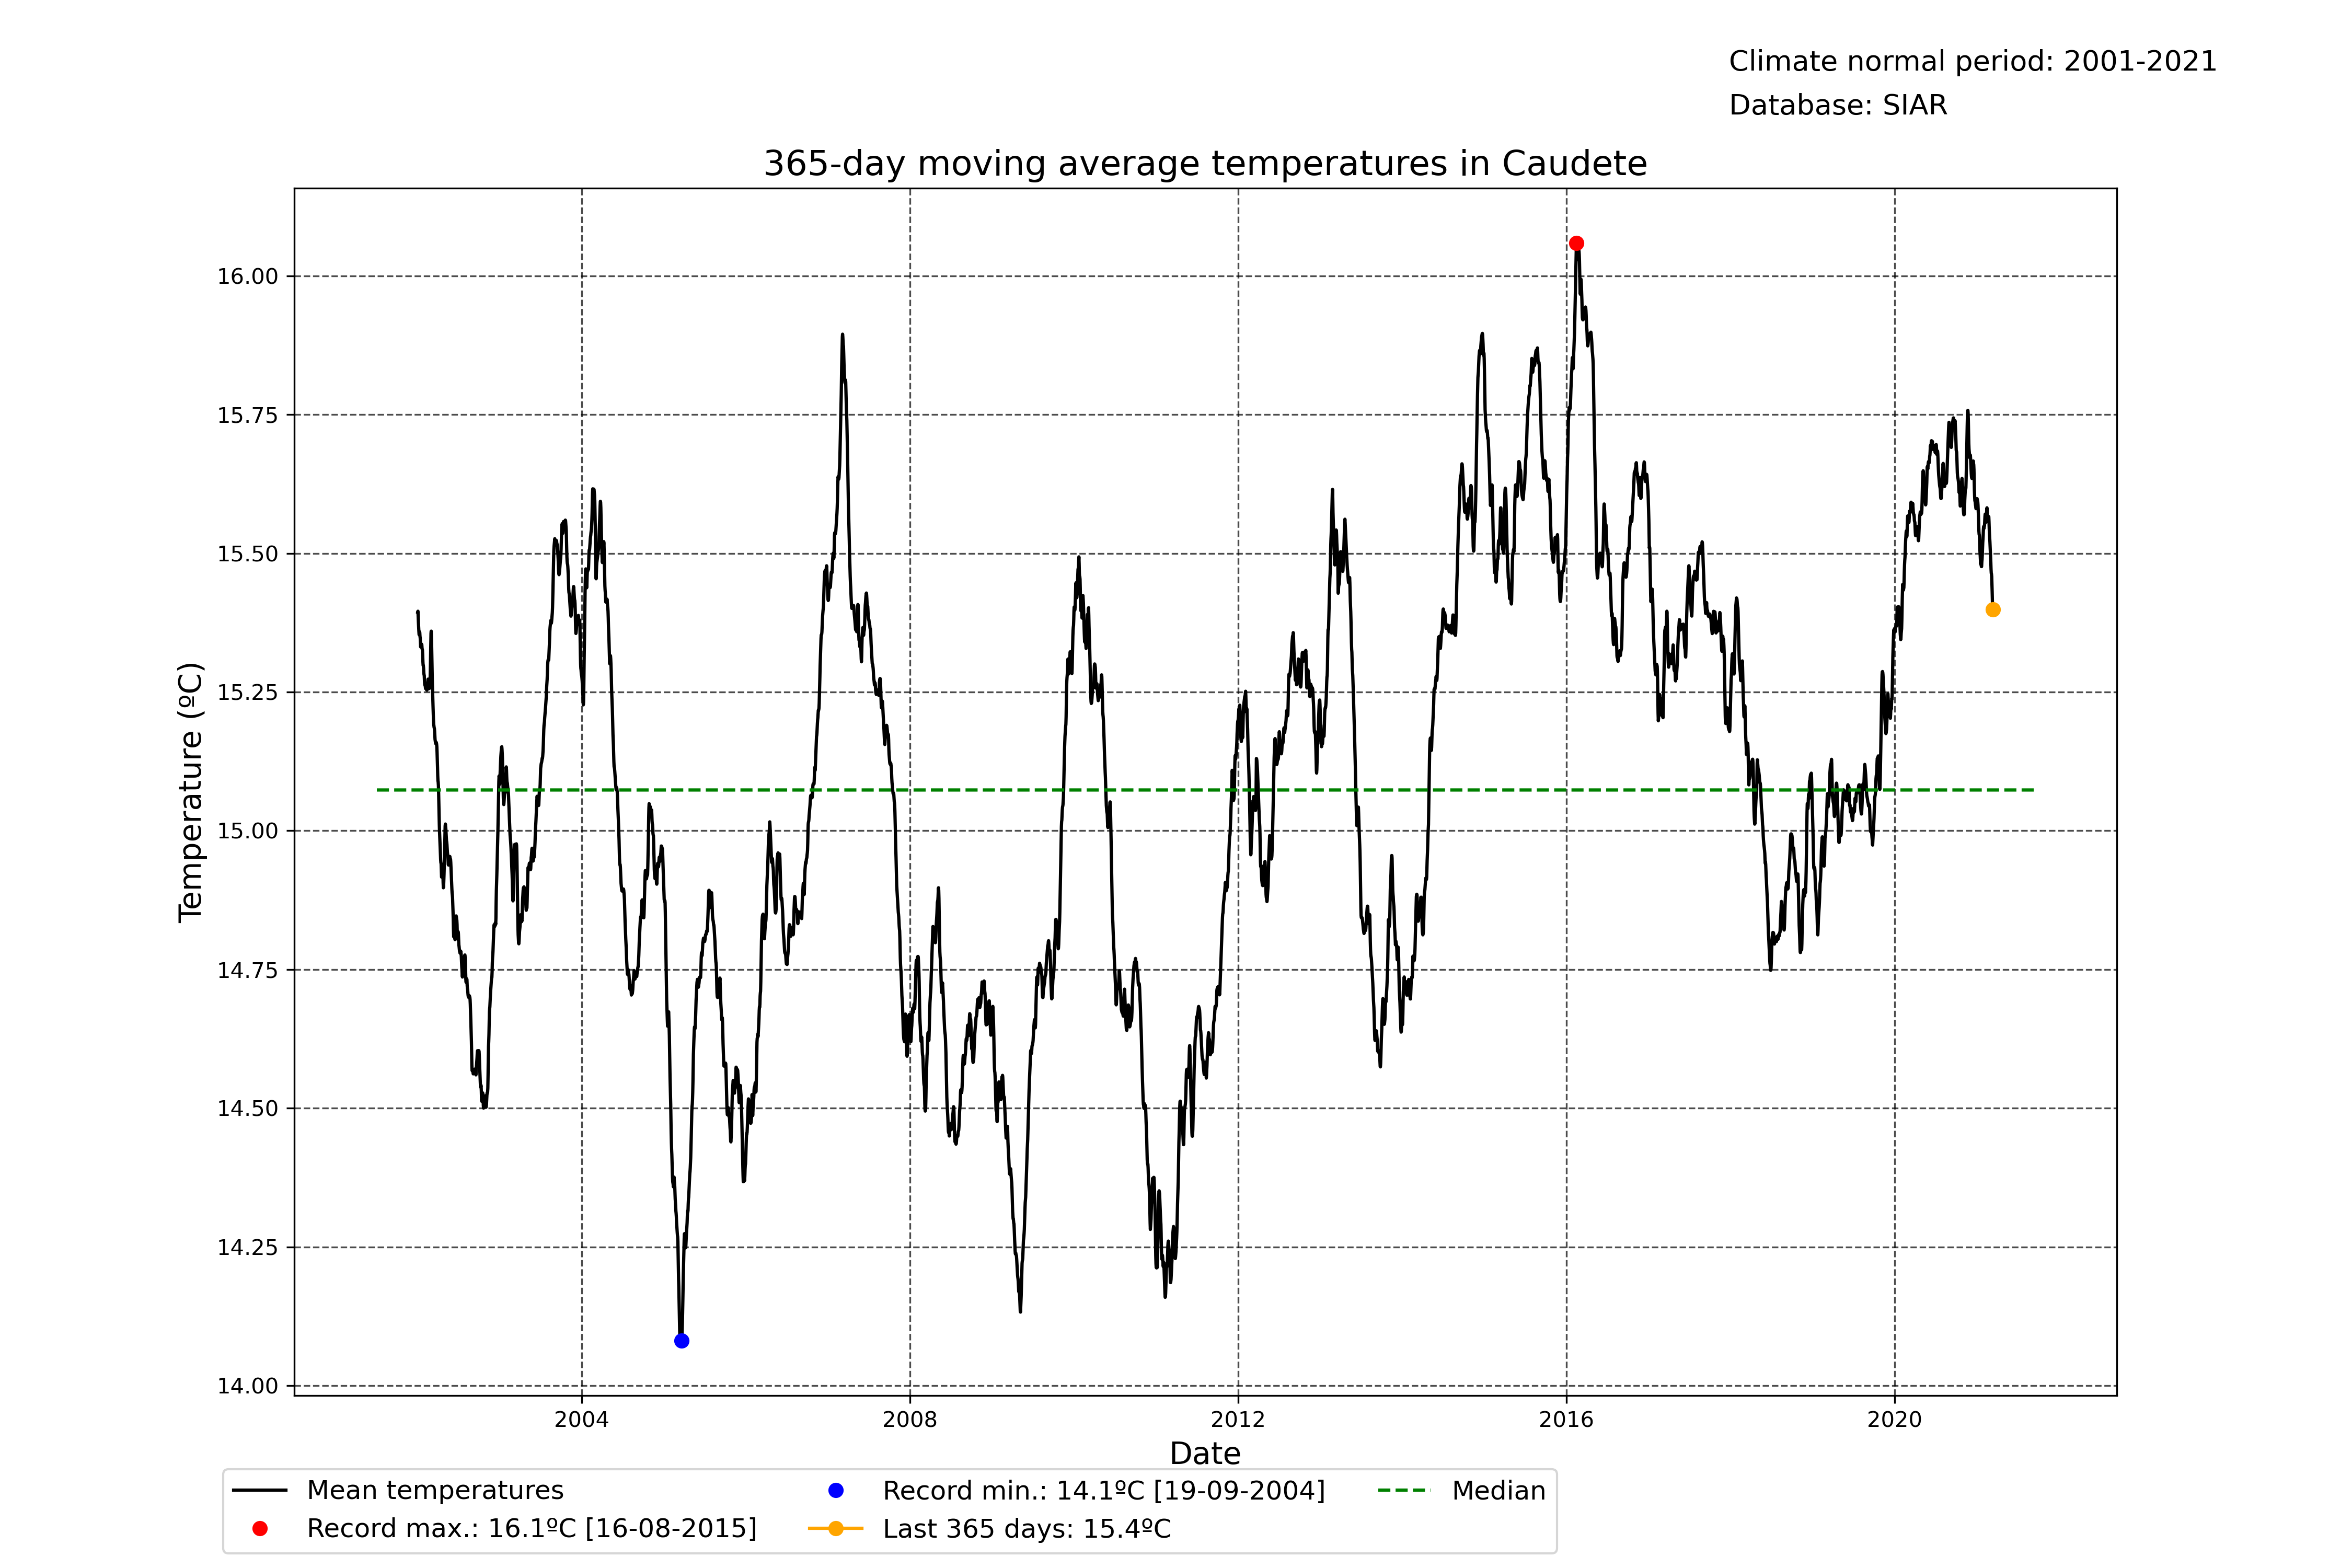 Climate normal period: 2001-2021
Database: SIAR
365-day moving average temperatures in Caudete
Temperature (ºC)
16.00
15.75
15.50
15.25
15.00
14.75
14.50
14.25
14.00
2004 2008 2012 2016 2020
Date
Mean temperatures
Record max.: 16.1ºC [16-08-2015]
Record min.: 14.1ºC [19-09-2004]
Last 365 days: 15.4ºC
Median